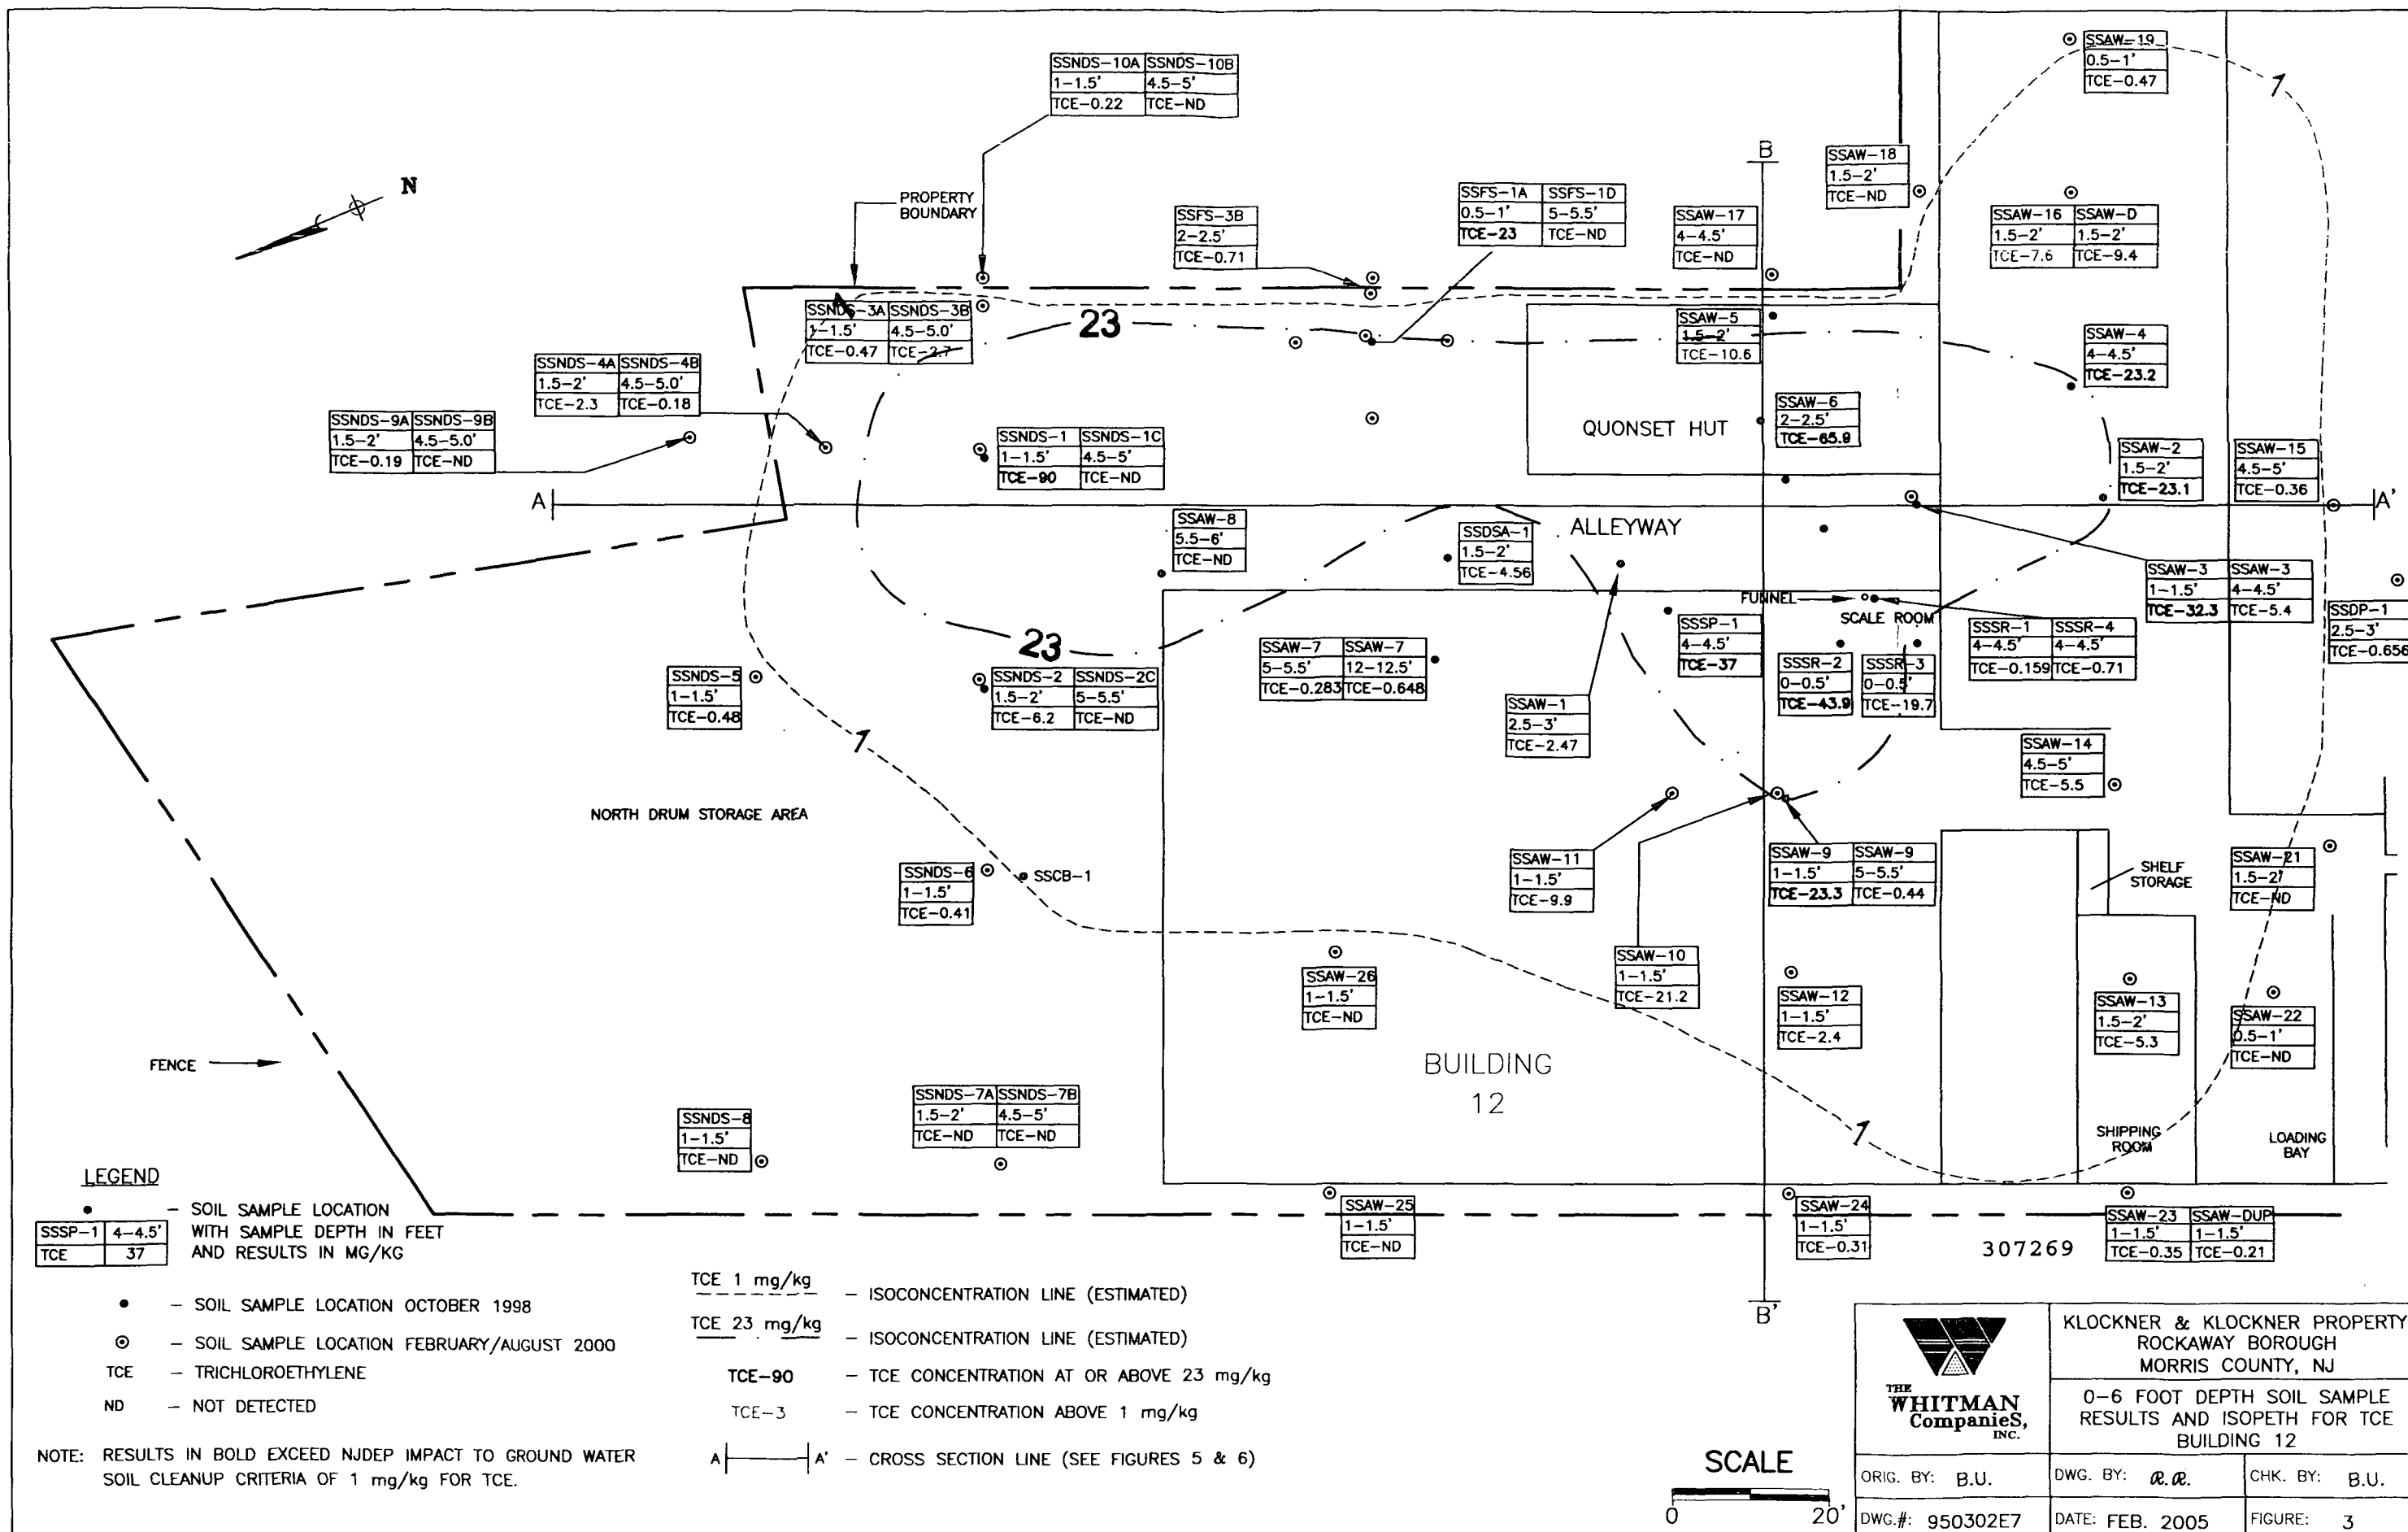 SSNDS-10A SSNDS-10B
1-1.5' 4.5-5'
TCE-0.22 TCE-ND
SSAW-19
0.5-1'
TCE-0.47
1
N
PROPERTY
BOUNDARY
B
SSAW-18
1.5-2'
TCE-ND
SSFS-3B
2-2.5'
TCE-0.71
SSFS-1A SSFS-1D
0.5-1' 5-5.5'
TCE-23 TCE-ND
SSAW-17
4-4.5'
TCE-ND
SSAW-16 SSAW-D
1.5-2' 1.5-2'
TCE-7.6 TCE-9.4
SSNDS-3A SSNDS-3B
1-1.5' 4.5-5.0'
TCE-0.47 TCE-2.7
23
SSAW-5
1.5-2'
TCE-10.6
SSAW-4
4-4.5'
TCE-23.2
SSNDS-4A SSNDS-4B
1.5-2' 4.5-5.0'
TCE-2.3 TCE-0.18
SSNDS-9A SSNDS-9B
1.5-2' 4.5-5.0'
TCE-0.19 TCE-ND
SSNDS-1 SSNDS-1C
1-1.5' 4.5-5'
TCE-90 TCE-ND
QUONSET HUT
SSAW-6
2-2.5'
TCE-65.9
SSAW-2
1.5-2'
TCE-23.1
SSAW-15
4.5-5'
TCE-0.36
A
A'
SSAW-8
5.5-6'
TCE-ND
SSDSA-1
1.5-2'
TCE-4.56
ALLEYWAY
SSAW-3 SSAW-3
1-1.5' 4-4.5'
TCE-32.3 TCE-5.4
FUNNEL
SCALE ROOM
SSDP-1
2.5-3'
TCE-0.656
SSSP-1
4-4.5'
TCE-37
SSSR-1 SSSR-4
4-4.5' 4-4.5'
TCE-0.159 TCE-0.71
23
SSAW-7 SSAW-7
5-5.5' 12-12.5'
TCE-0.283 TCE-0.648
SSSR-2
0-0.5'
TCE-43.9
SSSR-3
0-0.5'
TCE-19.7
SSNDS-5
1-1.5'
TCE-0.48
SSNDS-2 SSNDS-2C
1.5-2' 5-5.5'
TCE-6.2 TCE-ND
SSAW-1
2.5-3'
TCE-2.47
1
SSAW-14
4.5-5'
TCE-5.5
NORTH DRUM STORAGE AREA
SSNDS-6
1-1.5'
TCE-0.41
SSCB-1
SSAW-11
1-1.5'
TCE-9.9
SSAW-9 SSAW-9
1-1.5' 5-5.5'
TCE-23.3 TCE-0.44
SHELF
STORAGE
SSAW-21
1.5-2'
TCE-ND
SSAW-26
1-1.5'
TCE-ND
SSAW-10
1-1.5'
TCE-21.2
SSAW-12
1-1.5'
TCE-2.4
SSAW-13
1.5-2'
TCE-5.3
SSAW-22
0.5-1'
TCE-ND
FENCE
BUILDING
12
SSNDS-7A SSNDS-7B
1.5-2' 4.5-5'
TCE-ND TCE-ND
SSNDS-8
1-1.5'
TCE-ND
1
SHIPPING
ROOM
LOADING
BAY
SSAW-25
1-1.5'
TCE-ND
SSAW-24
1-1.5'
TCE-0.31
SSAW-23 SSAW-DUP
1-1.5' 1-1.5'
TCE-0.35 TCE-0.21
307269
B'
LEGEND
- SOIL SAMPLE LOCATION
WITH SAMPLE DEPTH IN FEET
AND RESULTS IN MG/KG
SSSP-1 4-4.5'
TCE 37
- SOIL SAMPLE LOCATION OCTOBER 1998
- SOIL SAMPLE LOCATION FEBRUARY/AUGUST 2000
TCE - TRICHLOROETHYLENE
ND - NOT DETECTED
TCE 1 mg/kg - ISOCONCENTRATION LINE (ESTIMATED)
TCE 23 mg/kg - ISOCONCENTRATION LINE (ESTIMATED)
TCE-90 - TCE CONCENTRATION AT OR ABOVE 23 mg/kg
TCE-3 - TCE CONCENTRATION ABOVE 1 mg/kg
A A' - CROSS SECTION LINE (SEE FIGURES 5 & 6)
NOTE: RESULTS IN BOLD EXCEED NJDEP IMPACT TO GROUND WATER
SOIL CLEANUP CRITERIA OF 1 mg/kg FOR TCE.
SCALE
0 20'
THE
WHITMAN
CompanieS,
INC.
KLOCKNER & KLOCKNER PROPERTY
ROCKAWAY BOROUGH
MORRIS COUNTY, NJ
0-6 FOOT DEPTH SOIL SAMPLE
RESULTS AND ISOPETH FOR TCE
BUILDING 12
ORIG. BY: B.U. DWG. BY: R.R. CHK. BY: B.U.
DWG.#: 950302E7 DATE: FEB. 2005 FIGURE: 3